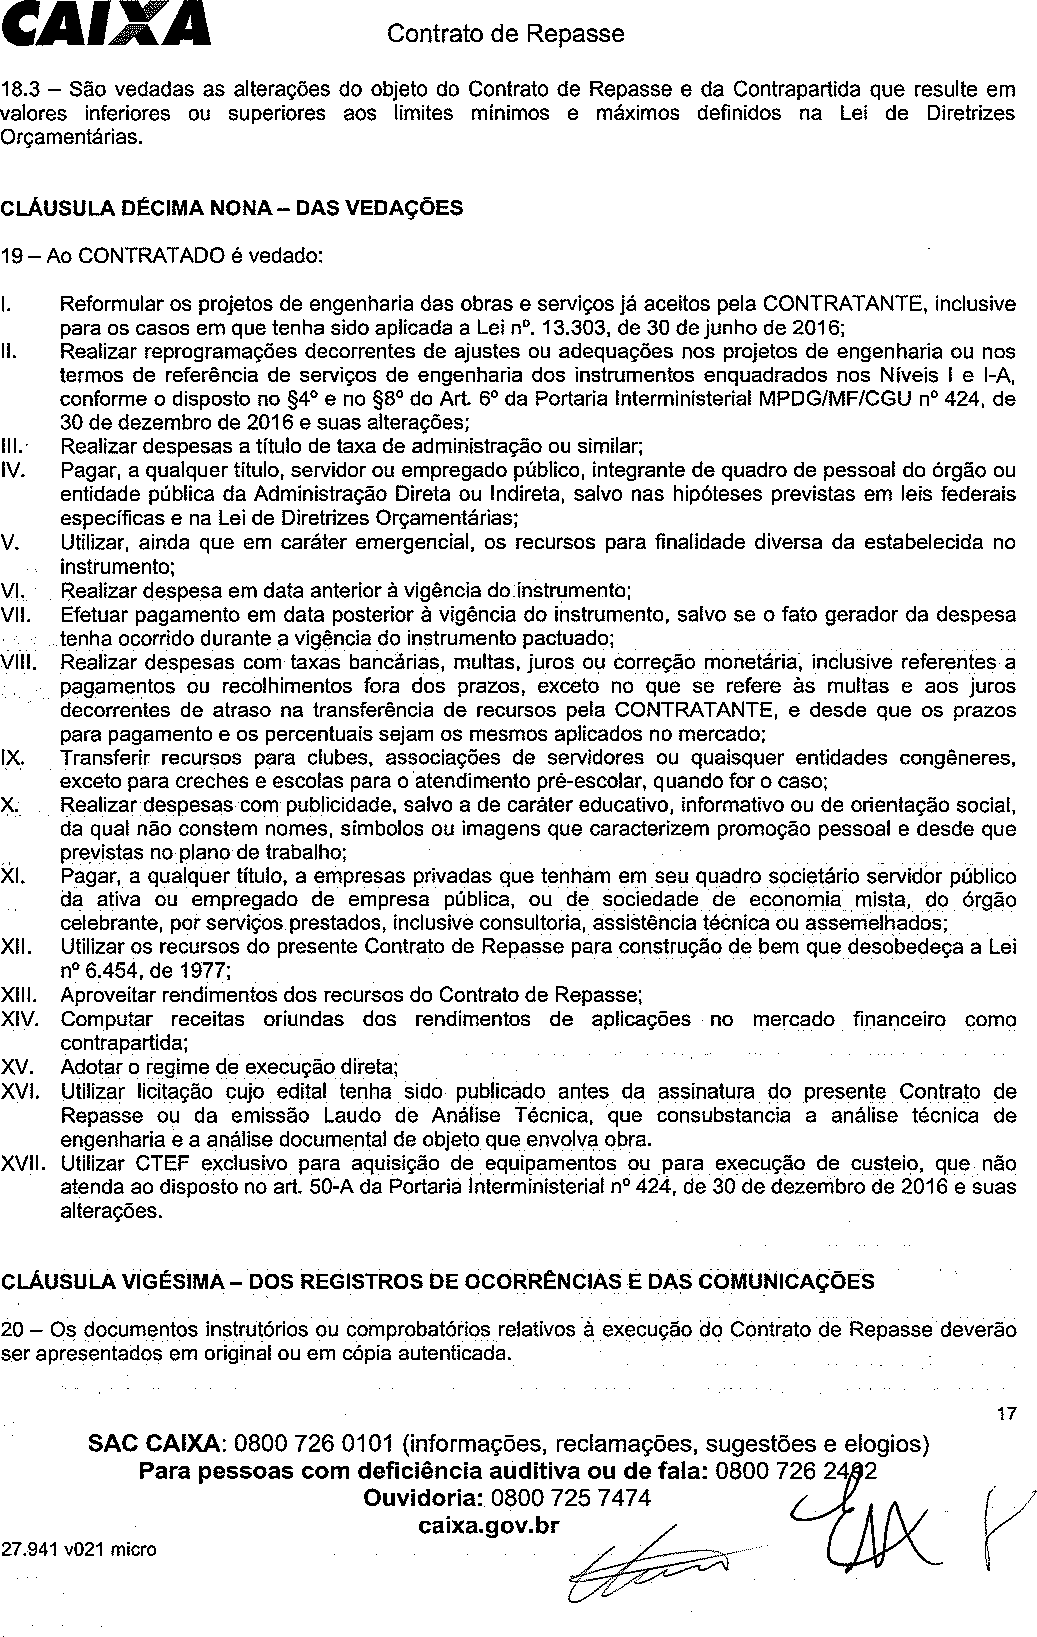 CAIXA
Contrato de Repasse
18.3 – São vedadas as alterações do objeto do Contrato de Repasse e da Contrapartida que resulte em
valores inferiores ou superiores aos limites mínimos e máximos definidos na Lei de Diretrizes
Orçamentárias.
CLÁUSULA DÉCIMA NONA – DAS VEDAÇÕES
19 – Ao CONTRATADO é vedado:
I. Reformular os projetos de engenharia das obras e serviços já aceitos pela CONTRATANTE, inclusive
para os casos em que tenha sido aplicada a Lei nº. 13.303, de 30 de junho de 2016;
II. Realizar reprogramações decorrentes de ajustes ou adequações nos projetos de engenharia ou nos
termos de referência de serviços de engenharia dos instrumentos enquadrados nos Níveis I e I-A,
conforme o disposto no §4º e no §8º do Art. 6º da Portaria Interministerial MPDG/MF/CGU nº 424, de
30 de dezembro de 2016 e suas alterações;
III. Realizar despesas a título de taxa de administração ou similar;
IV. Pagar, a qualquer título, servidor ou empregado público, integrante de quadro de pessoal do órgão ou
entidade pública da Administração Direta ou Indireta, salvo nas hipóteses previstas em leis federais
específicas e na Lei de Diretrizes Orçamentárias;
V. Utilizar, ainda que em caráter emergencial, os recursos para finalidade diversa da estabelecida no
instrumento;
VI. Realizar despesa em data anterior à vigência do instrumento;
VII. Efetuar pagamento em data posterior à vigência do instrumento, salvo se o fato gerador da despesa
tenha ocorrido durante a vigência do instrumento pactuado;
VIII. Realizar despesas com taxas bancárias, multas, juros ou correção monetária, inclusive referentes a
pagamentos ou recolhimentos fora dos prazos, exceto no que se refere às multas e aos juros
decorrentes de atraso na transferência de recursos pela CONTRATANTE, e desde que os prazos
para pagamento e os percentuais sejam os mesmos aplicados no mercado;
IX. Transferir recursos para clubes, associações de servidores ou quaisquer entidades congêneres,
exceto para creches e escolas para o atendimento pré-escolar, quando for o caso;
X. Realizar despesas com publicidade, salvo a de caráter educativo, informativo ou de orientação social,
da qual não constem nomes, símbolos ou imagens que caracterizem promoção pessoal e desde que
previstas no plano de trabalho;
XI. Pagar, a qualquer título, a empresas privadas que tenham em seu quadro societário servidor público
da ativa ou empregado de empresa pública, ou de sociedade de economia mista, do órgão
celebrante, por serviços prestados, inclusive consultoria, assistência técnica ou assemelhados;
XII. Utilizar os recursos do presente Contrato de Repasse para construção de bem que desobedeça a Lei
nº 6.454, de 1977;
XIII. Aproveitar rendimentos dos recursos do Contrato de Repasse;
XIV. Computar receitas oriundas dos rendimentos de aplicações no mercado financeiro como
contrapartida;
XV. Adotar o regime de execução direta;
XVI. Utilizar licitação cujo edital tenha sido publicado antes da assinatura do presente Contrato de
Repasse ou da emissão Laudo de Análise Técnica, que consubstancia a análise técnica de
engenharia e a análise documental de objeto que envolva obra.
XVII. Utilizar CTEF exclusivo para aquisição de equipamentos ou para execução de custeio, que não
atenda ao disposto no art. 50-A da Portaria Interministerial nº 424, de 30 de dezembro de 2016 e suas
alterações.
CLÁUSULA VIGÉSIMA – DOS REGISTROS DE OCORRÊNCIAS E DAS COMUNICAÇÕES
20 – Os documentos instrutórios ou comprobatórios relativos à execução do Contrato de Repasse deverão
ser apresentados em original ou em cópia autenticada.
17
SAC CAIXA: 0800 726 0101 (informações, reclamações, sugestões e elogios)
Para pessoas com deficiência auditiva ou de fala: 0800 726 2492
Ouvidoria: 0800 725 7474
caixa.gov.br
27.941 v021 micro